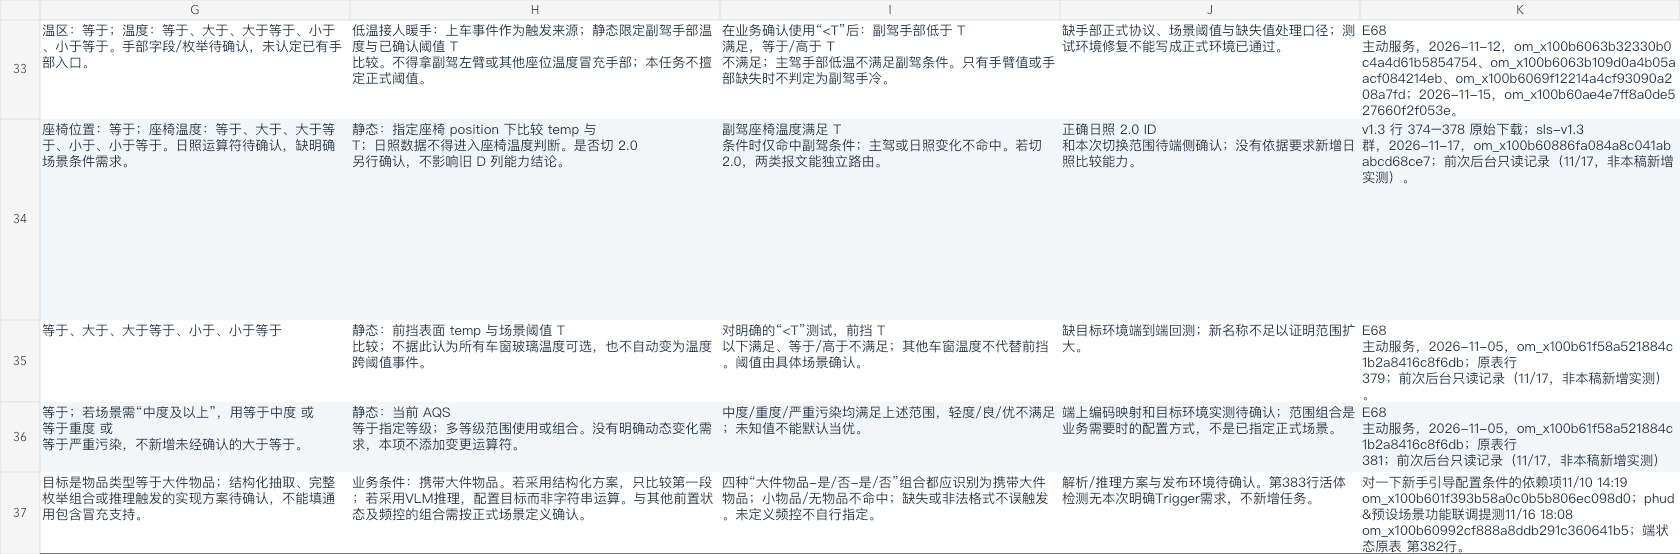 G H I J K
33
温区：等于；温度：等于、大于、大于等于、小于
、小于等于。手部字段/枚举待确认，未认定已有手
部入口。
低温接人暖手：上车事件作为触发来源；静态限定副驾手部温
度与已确认阈值 T
比较。不得拿副驾左臂或其他座位温度冒充手部；本任务不擅
定正式阈值。
在业务确认使用“<T”后：副驾手部低于 T
满足，等于/高于 T
不满足；主驾手部低温不满足副驾条件。只有手臂值或手
部缺失时不判定为副驾手冷。
缺手部正式协议、场景阈值与缺失值处理口径；测
试环境修复不能写成正式环境已通过。
E68
主动服务，2026-11-12，om_x100b6063b32330b0
c4a4d61b5854754、om_x100b6063b109d0a4b05a
acf084214eb、om_x100b6069f12214a4cf93090a2
08a7fd；2026-11-15，om_x100b60ae4e7ff8a0de5
527660f2f053e。
34
座椅位置：等于；座椅温度：等于、大于、大于等
于、小于、小于等于。日照运算符待确认，缺明确
场景条件需求。
静态：指定座椅 position 下比较 temp 与
T；日照数据不得进入座椅温度判断。是否切 2.0
另行确认，不影响旧 D 列能力结论。
副驾座椅温度满足 T
条件时仅命中副驾条件；主驾或日照变化不命中。若切
2.0，两类报文能独立路由。
正确日照 2.0 ID
和本次切换范围待端侧确认；没有依据要求新增日
照比较能力。
v1.3 行 374—378 原始下载；sls-v1.3
群，2026-11-17，om_x100b60886fa084a8c041ab
abcd68ce7；前次后台只读记录（11/17，非本稿新增
实测）。
35
等于、大于、大于等于、小于、小于等于
静态：前挡表面 temp 与场景阈值 T
比较；不据此认为所有车窗玻璃温度可选，也不自动变为温度
跨阈值事件。
对明确的“<T”测试，前挡 T
以下满足、等于/高于不满足；其他车窗温度不代替前挡
。阈值由具体场景确认。
缺目标环境端到端回测；新名称不足以证明范围扩
大。
E68
主动服务，2026-11-05，om_x100b61f58a521884c
1b2a8416c8f6db；原表行
379；前次后台只读记录（11/17，非本稿新增实测）
。
36
等于；若场景需“中度及以上”，用等于中度 或
等于重度 或
等于严重污染，不新增未经确认的大于等于。
静态：当前 AQS
等于指定等级；多等级范围使用或组合。没有明确动态变化需
求，本项不添加变更运算符。
中度/重度/严重污染均满足上述范围，轻度/良/优不满足
；未知值不能默认当优。
端上编码映射和目标环境实测待确认；范围组合是
业务需要时的配置方式，不是已指定正式场景。
E68
主动服务，2026-11-05，om_x100b61f58a521884c
1b2a8416c8f6db；原表行
381；前次后台只读记录（11/17，非本稿新增实测）
37
目标是物品类型等于大件物品；结构化抽取、完整
枚举组合或推理触发的实现方案待确认，不能填通
用包含冒充支持。
业务条件：携带大件物品。若采用结构化方案，只比较第一段
；若采用VLM推理，配置目标而非字符串运算。与其他前置状
态及频控的组合需按正式场景定义确认。
四种“大件物品-是/否-是/否”组合都应识别为携带大件
物品；小物品/无物品不命中；缺失或非法格式不误触发
。未定义频控不自行指定。
解析/推理方案与发布环境待确认。第383行活体
检测无本次明确Trigger需求，不新增任务。
对一下新手引导配置条件的依赖项11/10 14:19
om_x100b601f393b58a0c0b5b806ec098d0；phud
&预设场景功能联调提测11/16 18:08
om_x100b60992cf888a8ddb291c360641b5；端状
态原表 第382行。